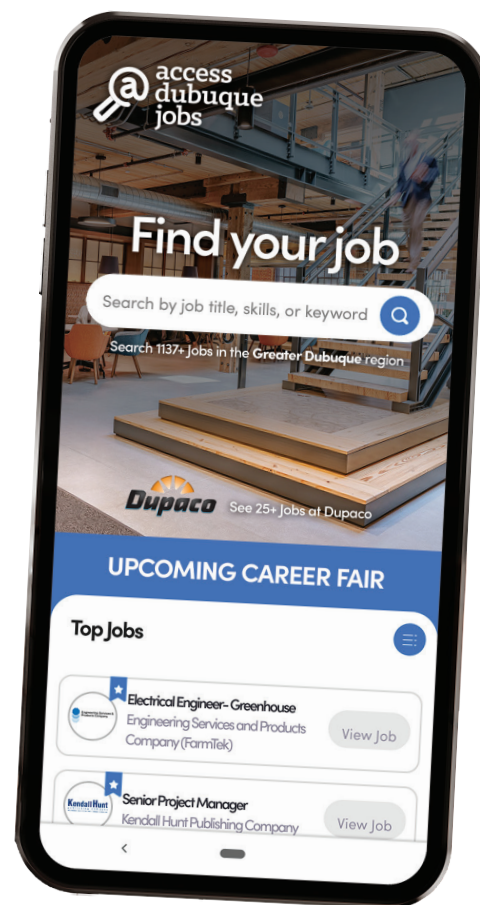 access
dubuque
jobs
Find your job
Search by job title, skills, or keyword
Search 1137+ Jobs in the Greater Dubuque region
Dupaco
See 25+ Jobs at Dupaco
UPCOMING CAREER FAIR
Top Jobs
Electrical Engineer- Greenhouse
Engineering Services and Products
Company (FarmTek)
View Job
Senior Project Manager
Kendall Hunt
Kendall Hunt Publishing Company
View Job